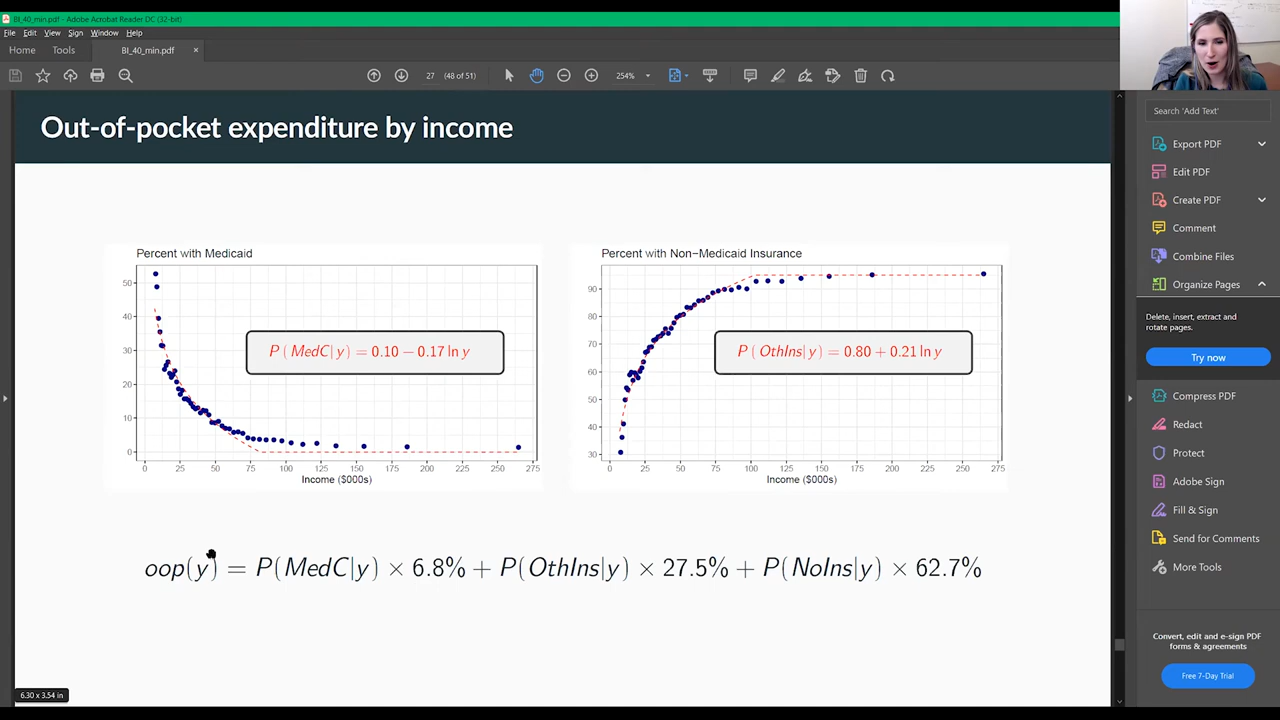 BI_40_min.pdf - Adobe Acrobat Reader DC (32-bit)
File Edit View Sign Window Help
Home Tools BI_40_min.pdf ×
27 (48 of 51) 254%
Out-of-pocket expenditure by income
Percent with Medicaid
50
40
30
20
10
0
P(MedC|y) = 0.10 − 0.17 ln y
0 25 50 75 100 125 150 175 200 225 250 275
Income ($000s)
Percent with Non−Medicaid Insurance
90
80
70
60
50
40
30
P(OthIns|y) = 0.80 + 0.21 ln y
0 25 50 75 100 125 150 175 200 225 250 275
Income ($000s)
oop(y) = P(MedC|y) × 6.8% + P(OthIns|y) × 27.5% + P(NoIns|y) × 62.7%
6.30 x 3.54 in
Search 'Add Text'
Export PDF
Edit PDF
Create PDF
Comment
Combine Files
Organize Pages
Delete, insert, extract and
rotate pages.
Try now
Compress PDF
Redact
Protect
Adobe Sign
Fill & Sign
Send for Comments
More Tools
Convert, edit and e-sign PDF
forms & agreements
Free 7-Day Trial